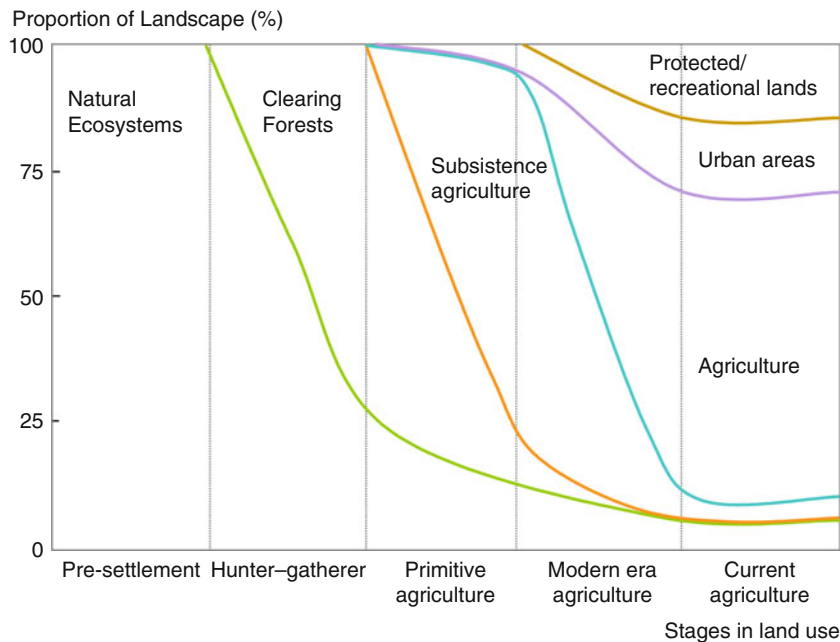 Proportion of Landscape (%)
100
75
50
25
0
Natural
Ecosystems
Clearing
Forests
Subsistence
agriculture
Protected/
recreational lands
Urban areas
Agriculture
Pre-settlement
Hunter–gatherer
Primitive
agriculture
Modern era
agriculture
Current
agriculture
Stages in land use